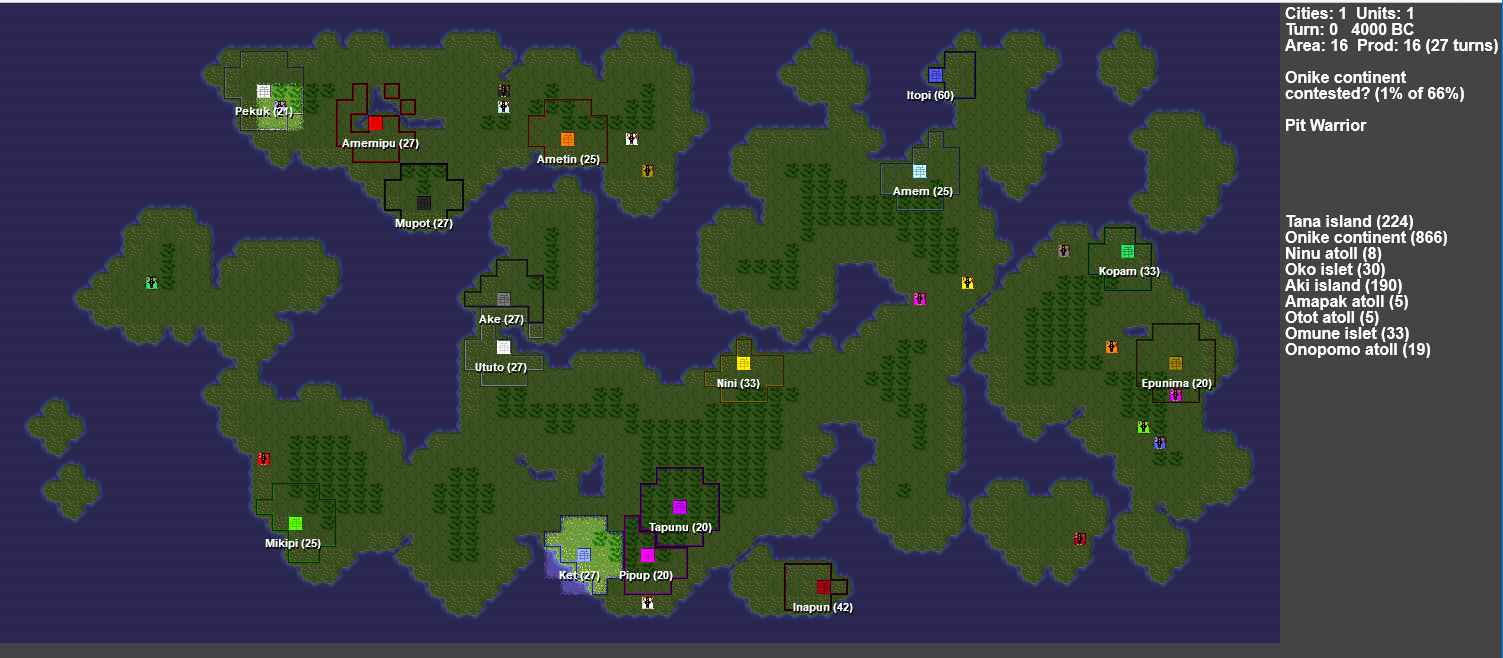 Cities: 1 Units: 1
Turn: 0 4000 BC
Area: 16 Prod: 16 (27 turns)
Onike continent
contested? (1% of 66%)
Pit Warrior
Tana island (224)
Onike continent (866)
Ninu atoll (8)
Oko islet (30)
Aki island (190)
Amapak atoll (5)
Otot atoll (5)
Omune islet (33)
Onopomo atoll (19)
Itopi (60)
Pekuk (21)
Amemipu (27)
Ametin (25)
Amem (25)
Mupot (27)
Kopam (33)
Ake (27)
Ututo (27)
Nini (33)
Epunima (20)
Tapunu (20)
Mikipi (25)
Ket (27)
Pipup (20)
Inapun (42)